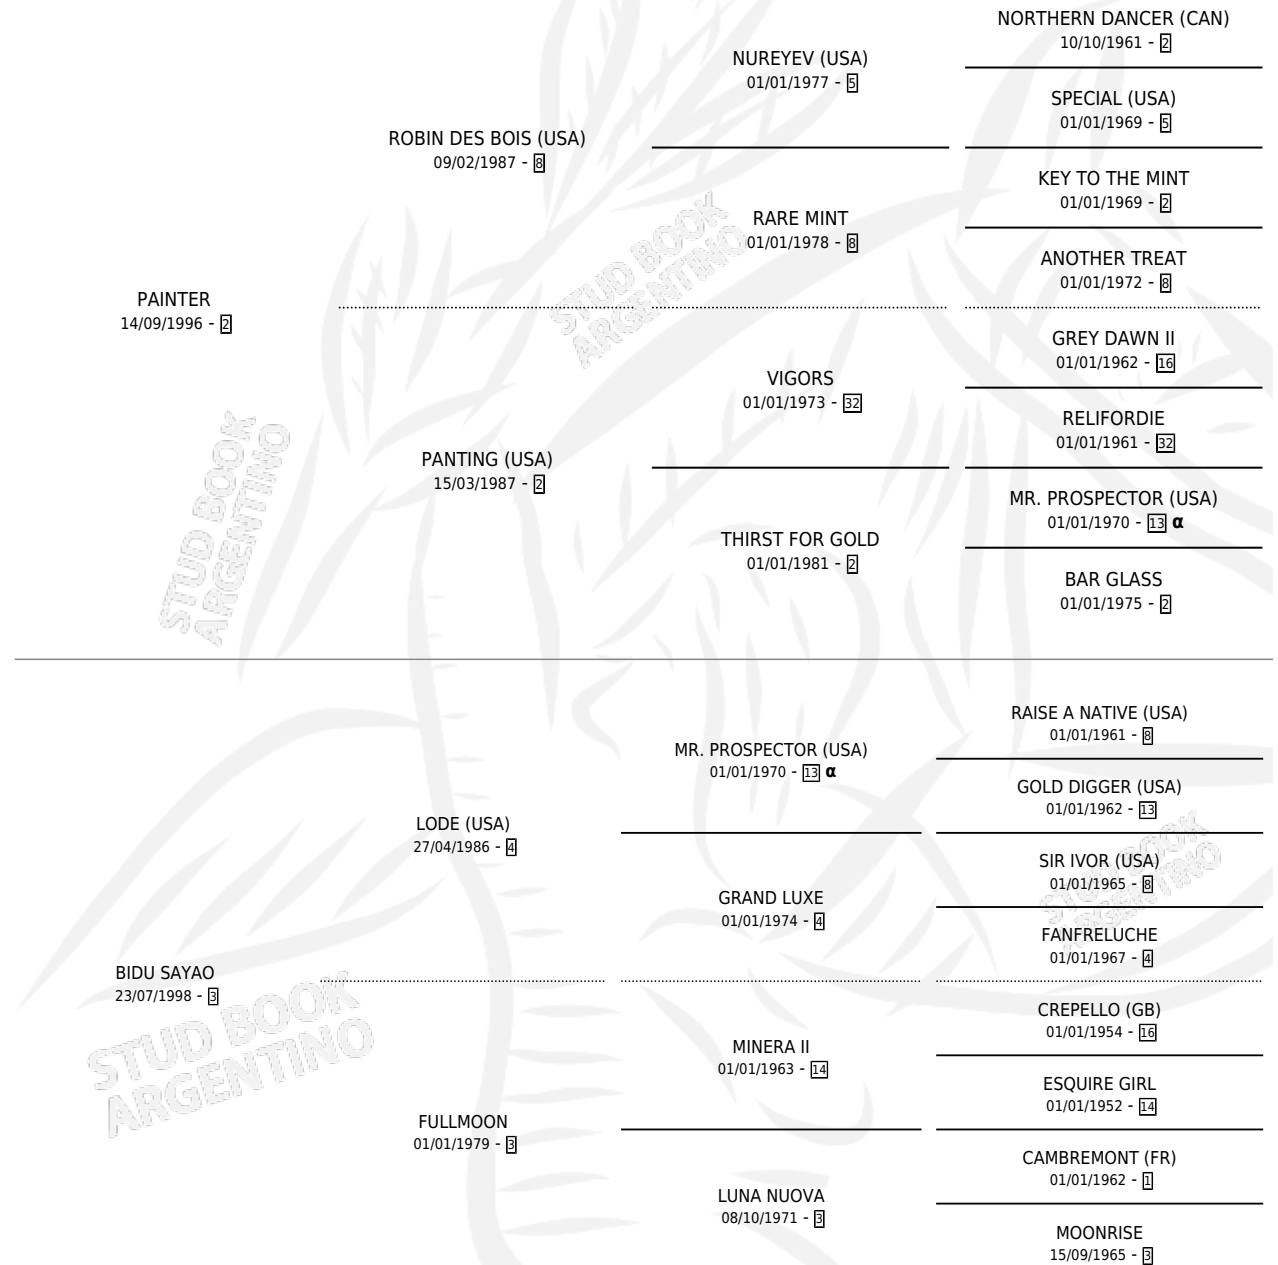 NORTHERN DANCER (CAN)
10/10/1961 - 2
NUREYEV (USA)
01/01/1977 - 5
SPECIAL (USA)
01/01/1969 - 5
ROBIN DES BOIS (USA)
09/02/1987 - 8
KEY TO THE MINT
01/01/1969 - 2
RARE MINT
01/01/1978 - 8
ANOTHER TREAT
01/01/1972 - 8
PAINTER
14/09/1996 - 2
GREY DAWN II
01/01/1962 - 16
VIGORS
01/01/1973 - 32
RELIFORDIE
01/01/1961 - 32
PANTING (USA)
15/03/1987 - 2
MR. PROSPECTOR (USA)
01/01/1970 - 13 α
THIRST FOR GOLD
01/01/1981 - 2
BAR GLASS
01/01/1975 - 2
STUD BOOK
ARGENTINO
STUD BOOK
ARGENTINO
RAISE A NATIVE (USA)
01/01/1961 - 8
MR. PROSPECTOR (USA)
01/01/1970 - 13 α
GOLD DIGGER (USA)
01/01/1962 - 13
LODE (USA)
27/04/1986 - 4
SIR IVOR (USA)
01/01/1965 - 8
GRAND LUXE
01/01/1974 - 4
FANFRELUCHE
01/01/1967 - 4
BIDU SAYAO
23/07/1998 - 3
CREPELLO (GB)
01/01/1954 - 16
MINERA II
01/01/1963 - 14
ESQUIRE GIRL
01/01/1952 - 14
FULLMOON
01/01/1979 - 3
CAMBREMONT (FR)
01/01/1962 - 1
LUNA NUOVA
08/10/1971 - 3
MOONRISE
15/09/1965 - 3
STUD BOOK
ARGENTINO
STUD BOOK
ARGENTINO